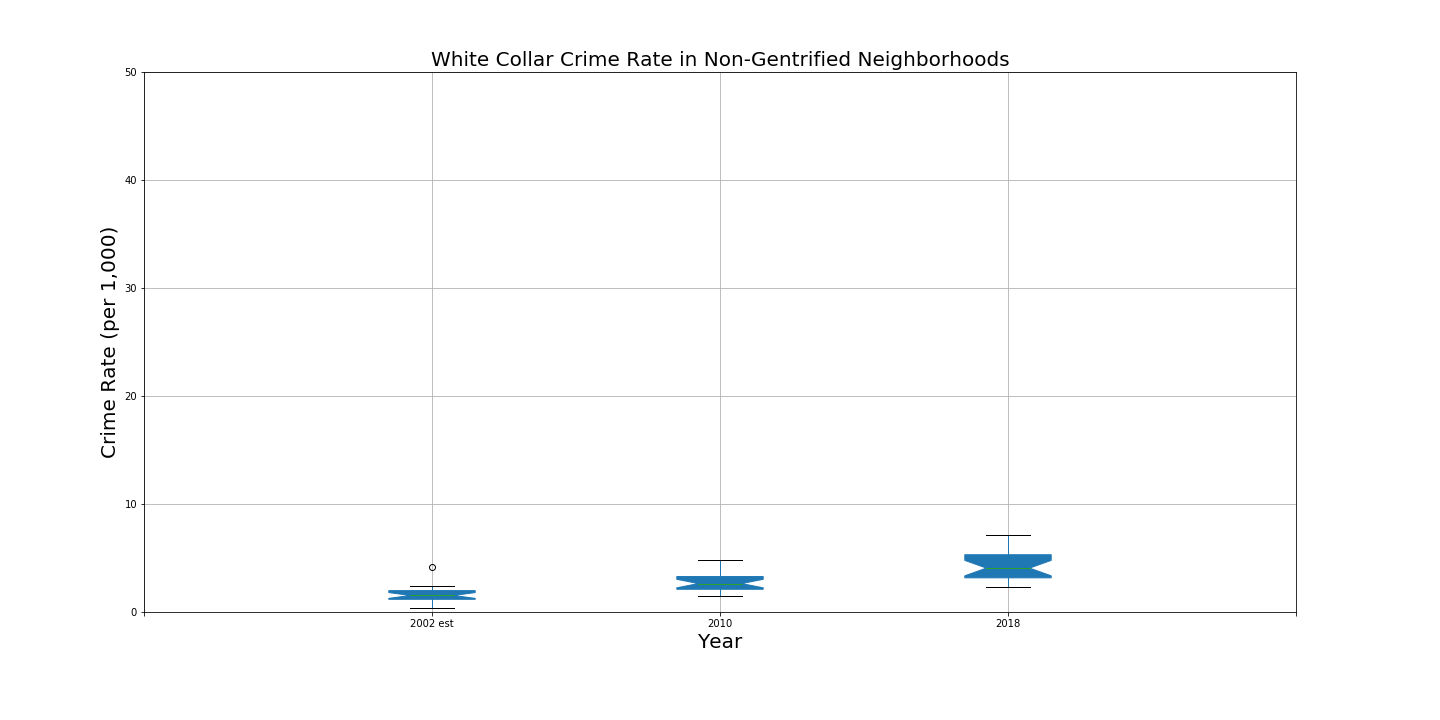 White Collar Crime Rate in Non-Gentrified Neighborhoods
Crime Rate (per 1,000)
50
40
30
20
10
0
2002 est
2010
2018
Year